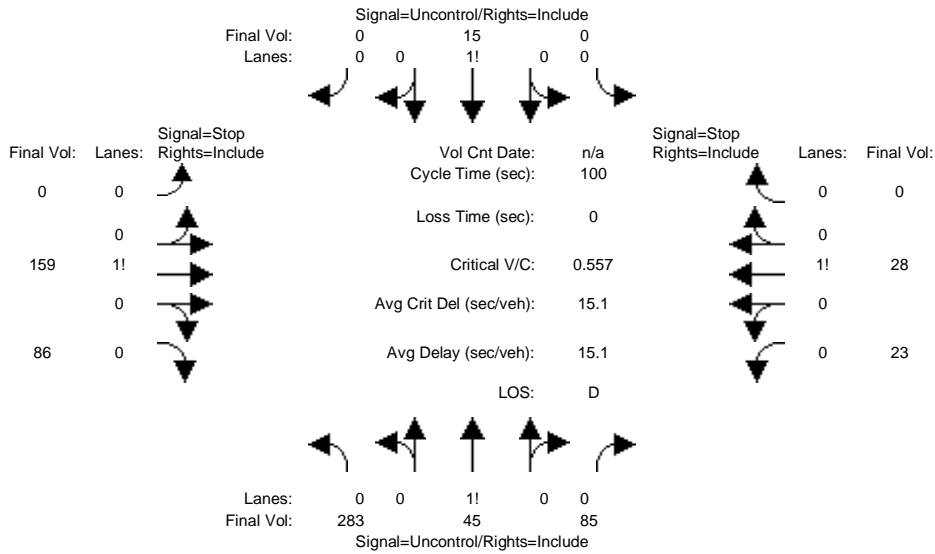 Signal=Uncontrol/Rights=Include
Final Vol: 0 15 0
Lanes: 0 0 1! 0 0
Signal=Stop Signal=Stop
Final Vol: Lanes: Rights=Include Vol Cnt Date: n/a Rights=Include Lanes: Final Vol:
Cycle Time (sec): 100
0 0 0 0
Loss Time (sec): 0
0 0
159 1! Critical V/C: 0.557 1! 28
0 Avg Crit Del (sec/veh): 15.1 0
86 0 Avg Delay (sec/veh): 15.1 0 23
LOS: D
Lanes: 0 0 1! 0 0
Final Vol: 283 45 85
Signal=Uncontrol/Rights=Include